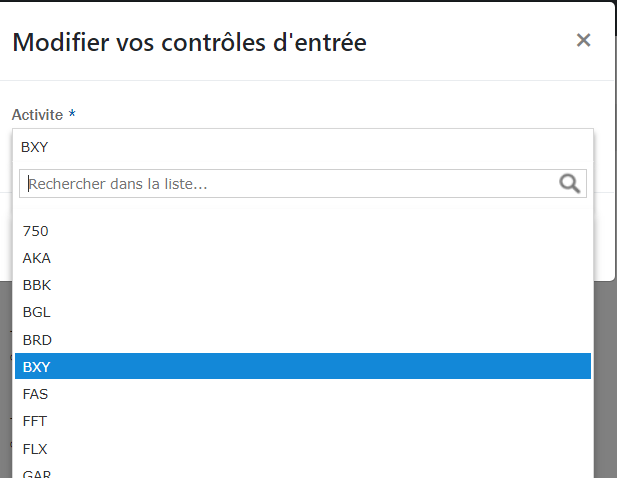 Modifier vos contrôles d'entrée
×
Activite *
BXY
Rechercher dans la liste...
750
AKA
BBK
BGL
BRD
BXY
FAS
FFT
FLX
GAR